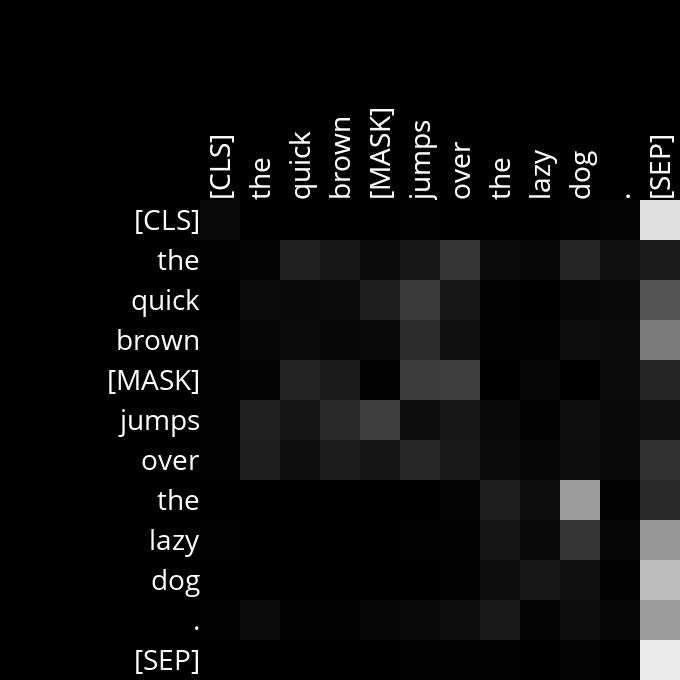 [CLS] the quick brown [MASK] jumps over the lazy dog . [SEP]
[CLS]
the
quick
brown
[MASK]
jumps
over
the
lazy
dog
.
[SEP]